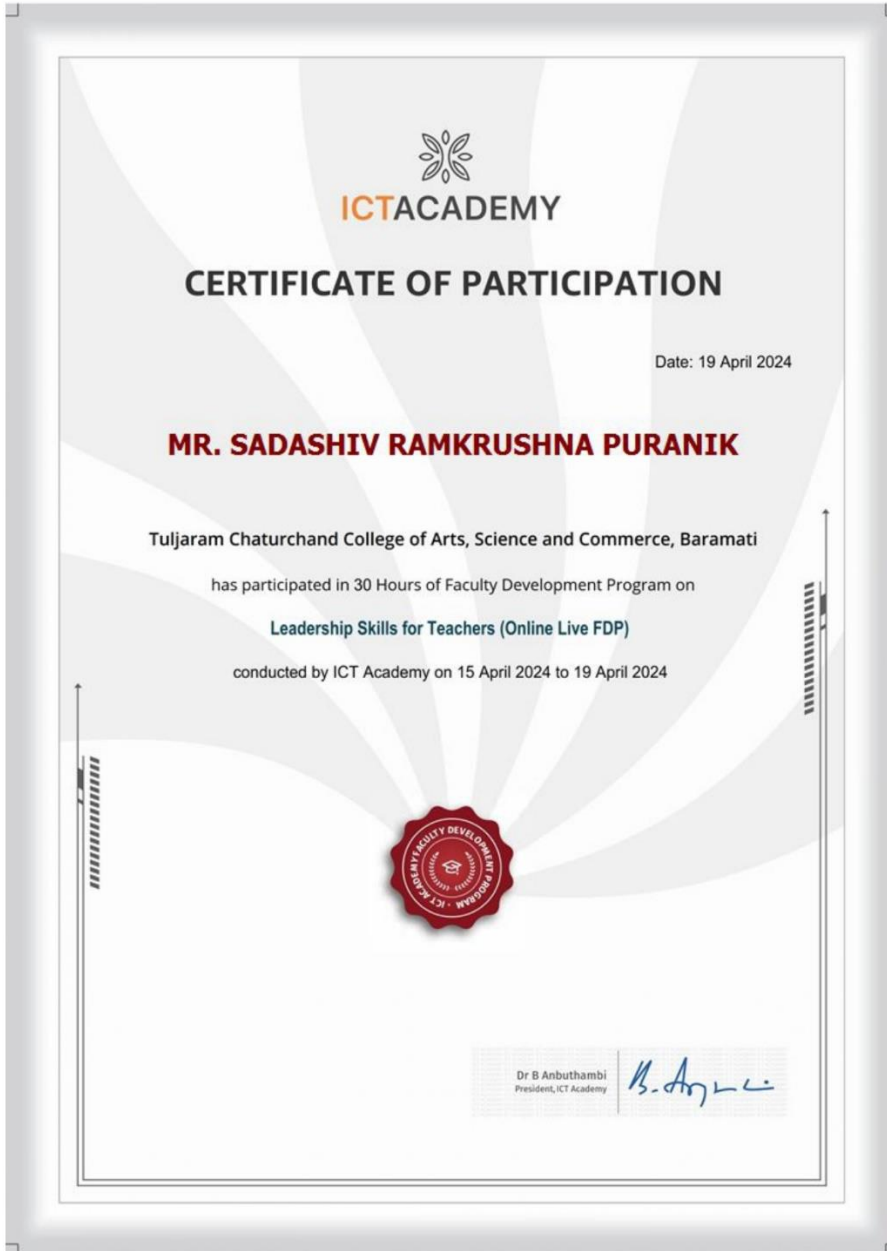 ICTACADEMY
CERTIFICATE OF PARTICIPATION
Date: 19 April 2024
MR. SADASHIV RAMKRUSHNA PURANIK
Tuljaram Chaturchand College of Arts, Science and Commerce, Baramati
has participated in 30 Hours of Faculty Development Program on
Leadership Skills for Teachers (Online Live FDP)
conducted by ICT Academy on 15 April 2024 to 19 April 2024
FACULTY DEVELOPMENT PROGRAM · ICT ACADEMY
Dr B Anbuthambi
President, ICT Academy